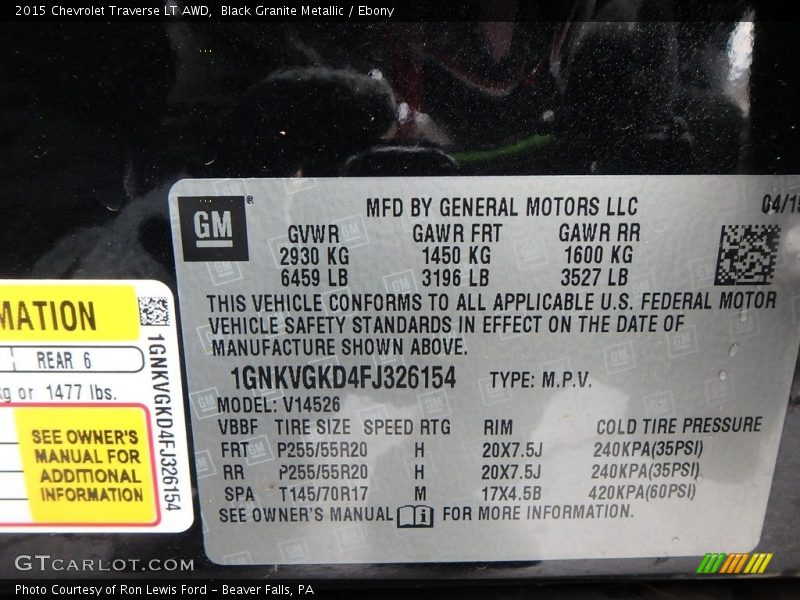 2015 Chevrolet Traverse LT AWD,  Black Granite Metallic / Ebony
GM®
MFD BY GENERAL MOTORS LLC
GVWR GAWR FRT GAWR RR
2930 KG 1450 KG 1600 KG
6459 LB 3196 LB 3527 LB
THIS VEHICLE CONFORMS TO ALL APPLICABLE U.S. FEDERAL MOTOR
VEHICLE SAFETY STANDARDS IN EFFECT ON THE DATE OF
MANUFACTURE SHOWN ABOVE.
1GNKVGKD4FJ326154 TYPE: M.P.V.
MODEL: V14526
VBBF TIRE SIZE SPEED RTG RIM COLD TIRE PRESSURE
FRT P255/55R20 H 20X7.5J 240KPA(35PSI)
RR P255/55R20 H 20X7.5J 240KPA(35PSI)
SPA T145/70R17 M 17X4.5B 420KPA(60PSI)
SEE OWNER'S MANUAL FOR MORE INFORMATION.
MATION
REAR 6
kg or 1477 lbs.
SEE OWNER'S
MANUAL FOR
ADDITIONAL
INFORMATION
1GNKVGKD4FJ326154
GTCARLOT.COM
Photo Courtesy of Ron Lewis Ford – Beaver Falls, PA